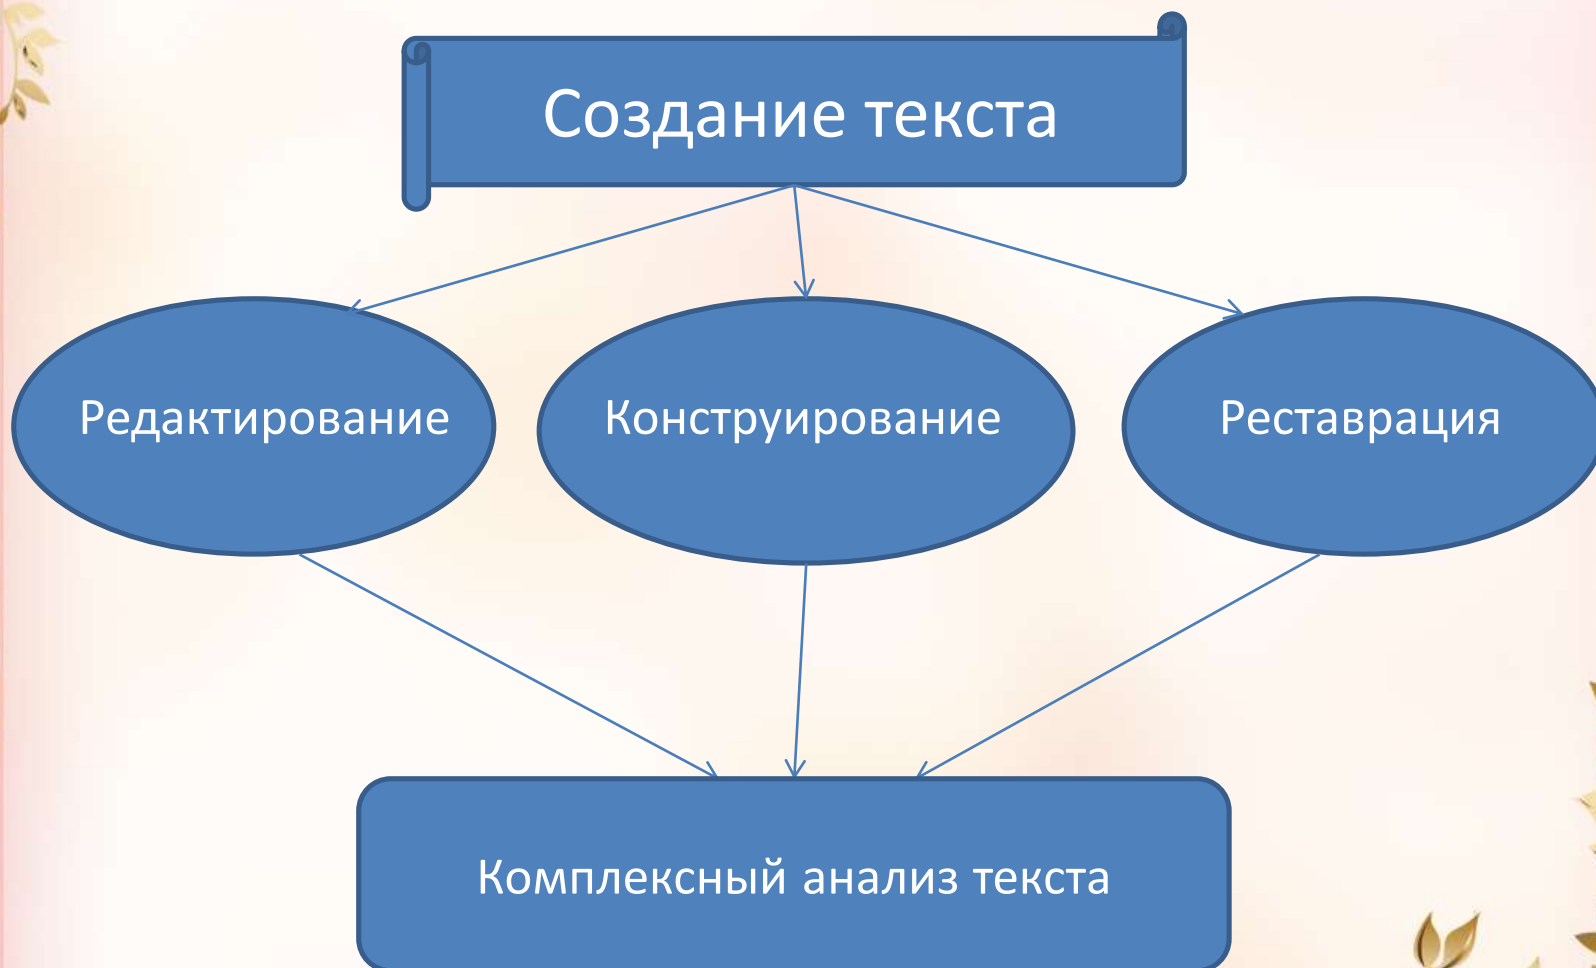 Создание текста
Редактирование
Конструирование
Реставрация
Комплексный анализ текста